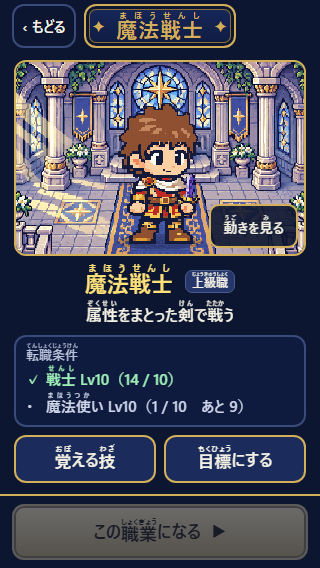 ‹ もどる
まほうせんし
魔法戦士
うご み
動きを見る
まほうせんし
魔法戦士
じょうきゅうしょく
上級職
ぞくせい けん たたか
属性をまとった剣で戦う
てんしょくじょうけん
転職条件
せんし
✓ 戦士 Lv10（14 / 10）
まほうつか
・ 魔法使い Lv10（1 / 10 あと 9）
おぼ わざ
覚える技
もくひょう
目標にする
しょくぎょう
この職業になる ▶